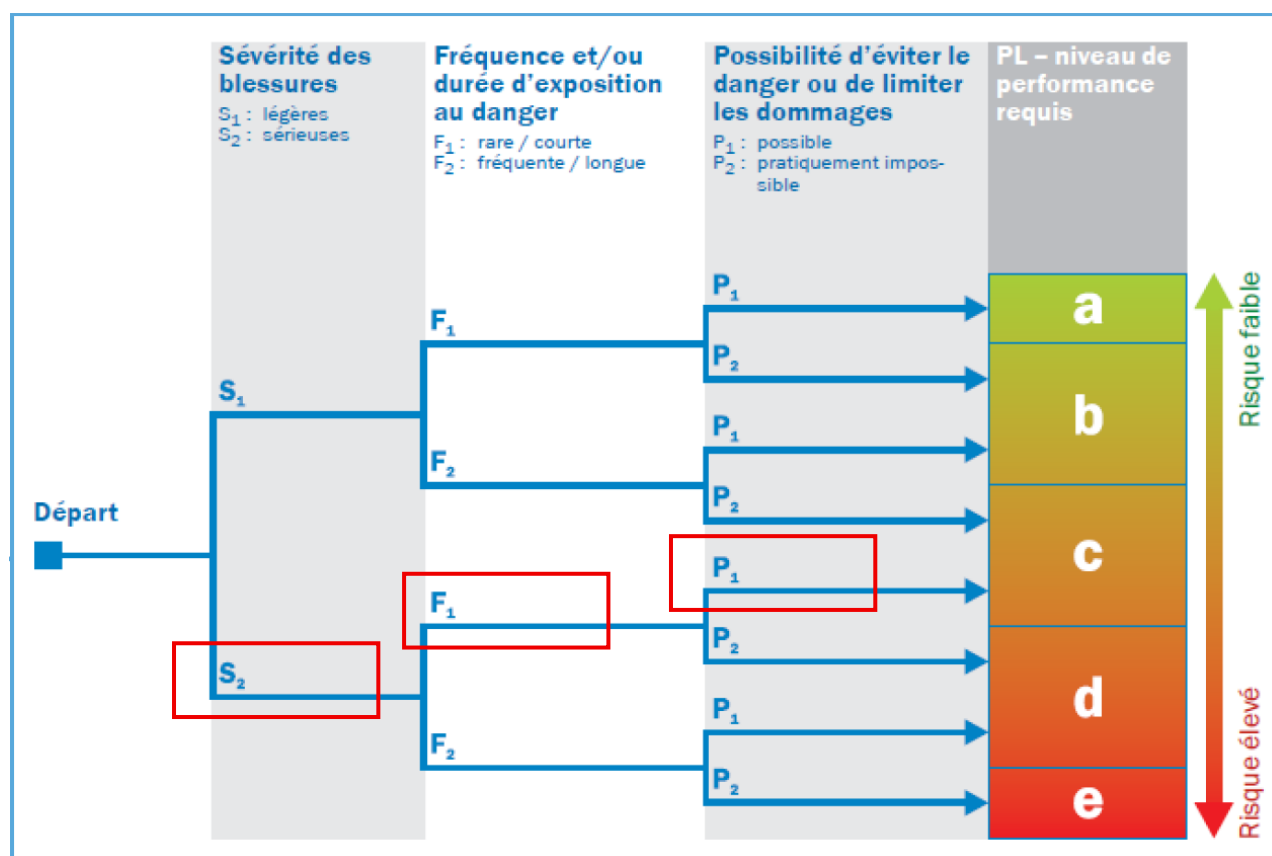 Sévérité des
blessures
S₁ : légères
S₂ : sérieuses
Fréquence et/ou
durée d'exposition
au danger
F₁ : rare / courte
F₂ : fréquente / longue
Possibilité d'éviter le
danger ou de limiter
les dommages
P₁ : possible
P₂ : pratiquement impos-
sible
PL – niveau de
performance
requis
Départ
S₁
S₂
F₁
F₂
F₁
F₂
P₁
P₂
P₁
P₂
P₁
P₂
P₁
P₂
a
b
c
d
e
Risque faible
Risque élevé